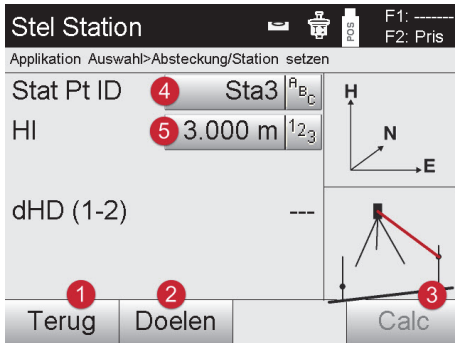 Stel Station
POS
F1: -------
F2: Pris
Applikation Auswahl>Absteckung/Station setzen
Stat Pt ID 4 Sta3 ABC
HI 5 3.000 m 123
H
N
E
dHD (1-2) ---
1 2 3
Terug Doelen Calc